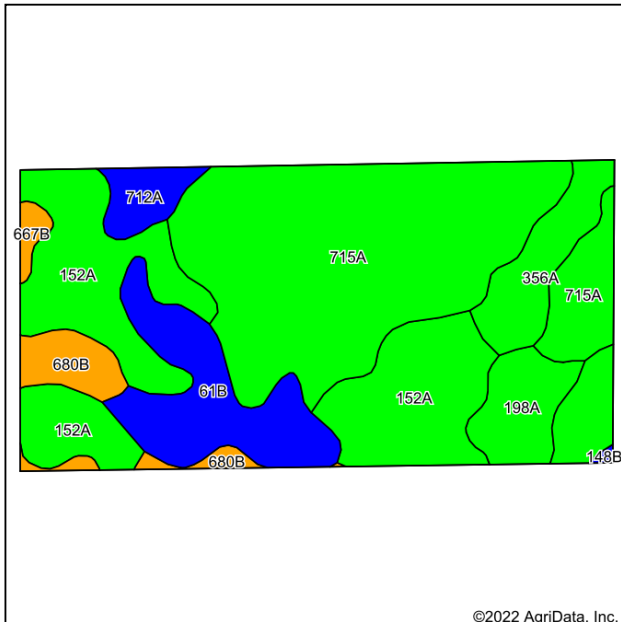 712A
667B
715A
152A
356A
715A
680B
61B
152A
198A
152A
680B
148B
©2022 AgriData, Inc.